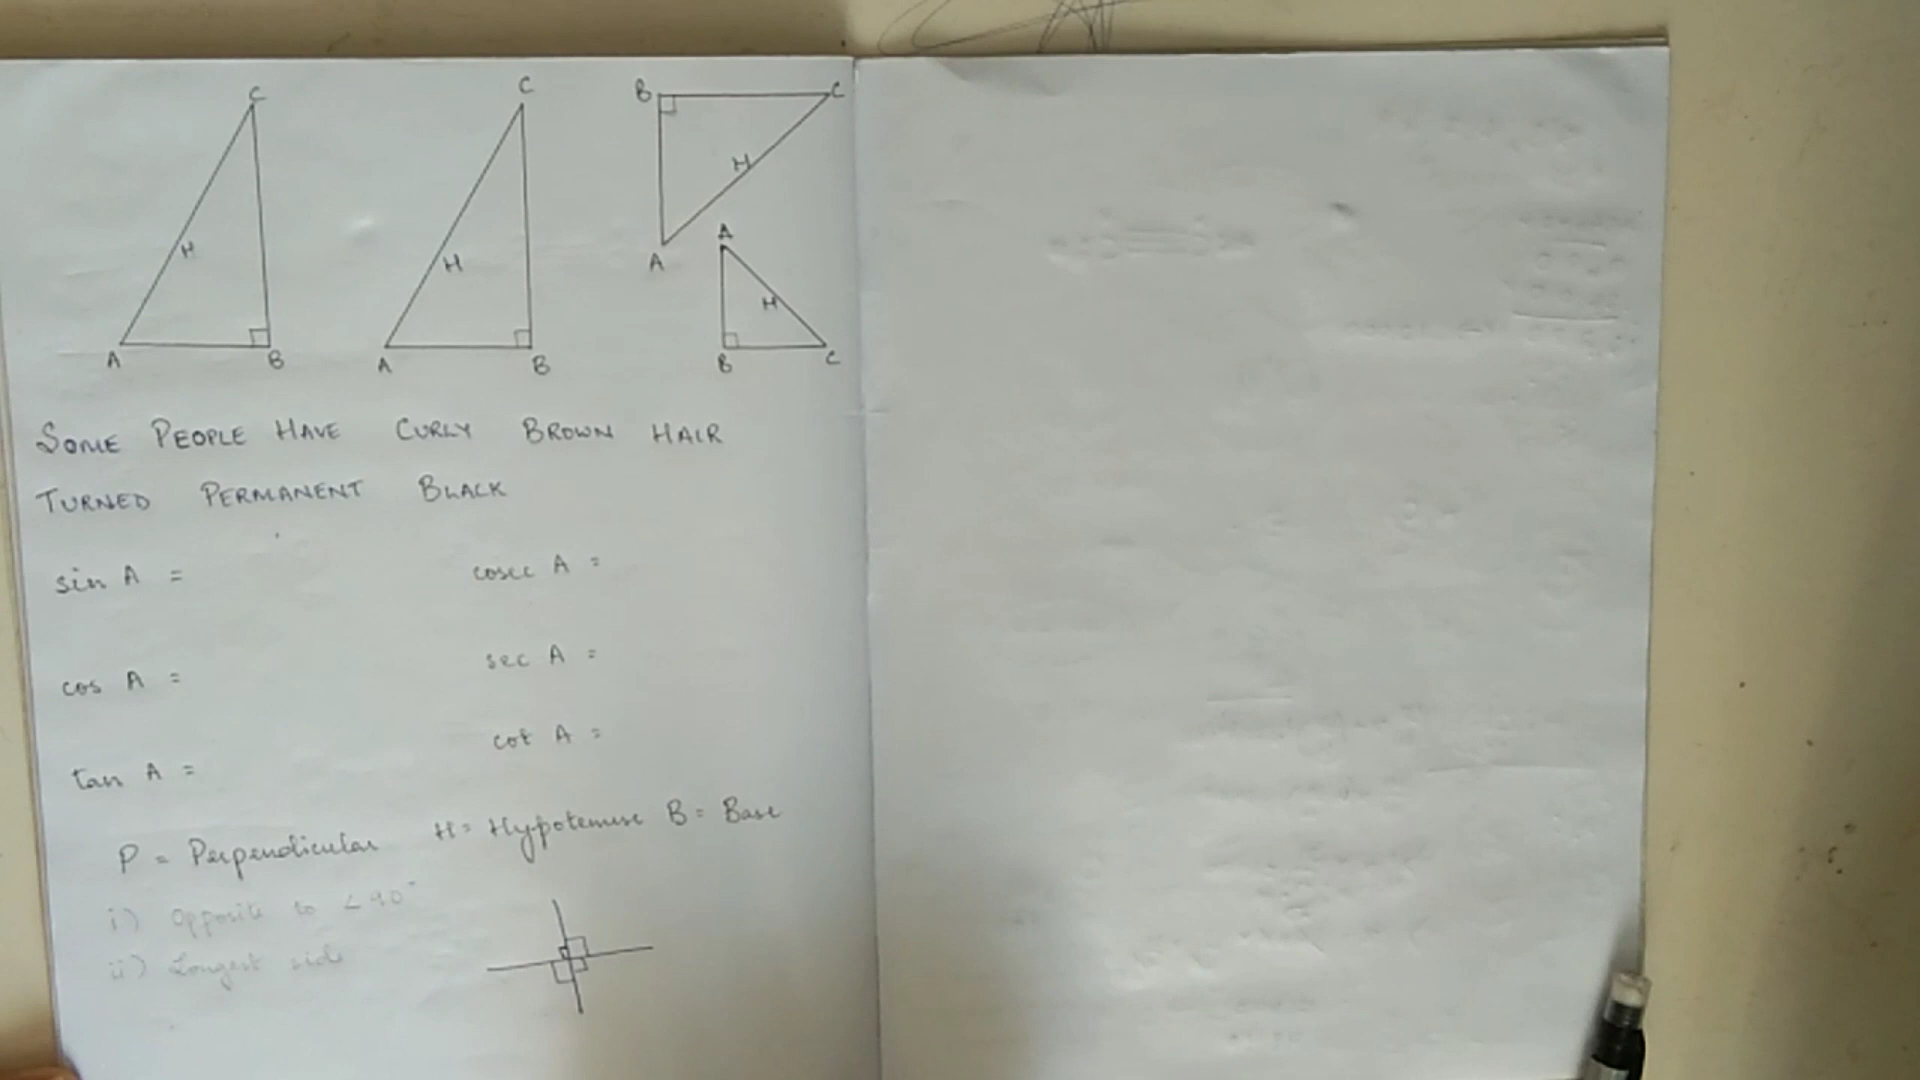 C
H
A B
C
H
A B
B C
H
A
A
H
B C
SOME PEOPLE HAVE CURLY BROWN HAIR
TURNED PERMANENT BLACK
sin A =
cosec A =
cos A =
sec A =
tan A =
cot A =
P = Perpendicular H = Hypotenuse B = Base
i) Opposite to ∠90°
ii) Longest side